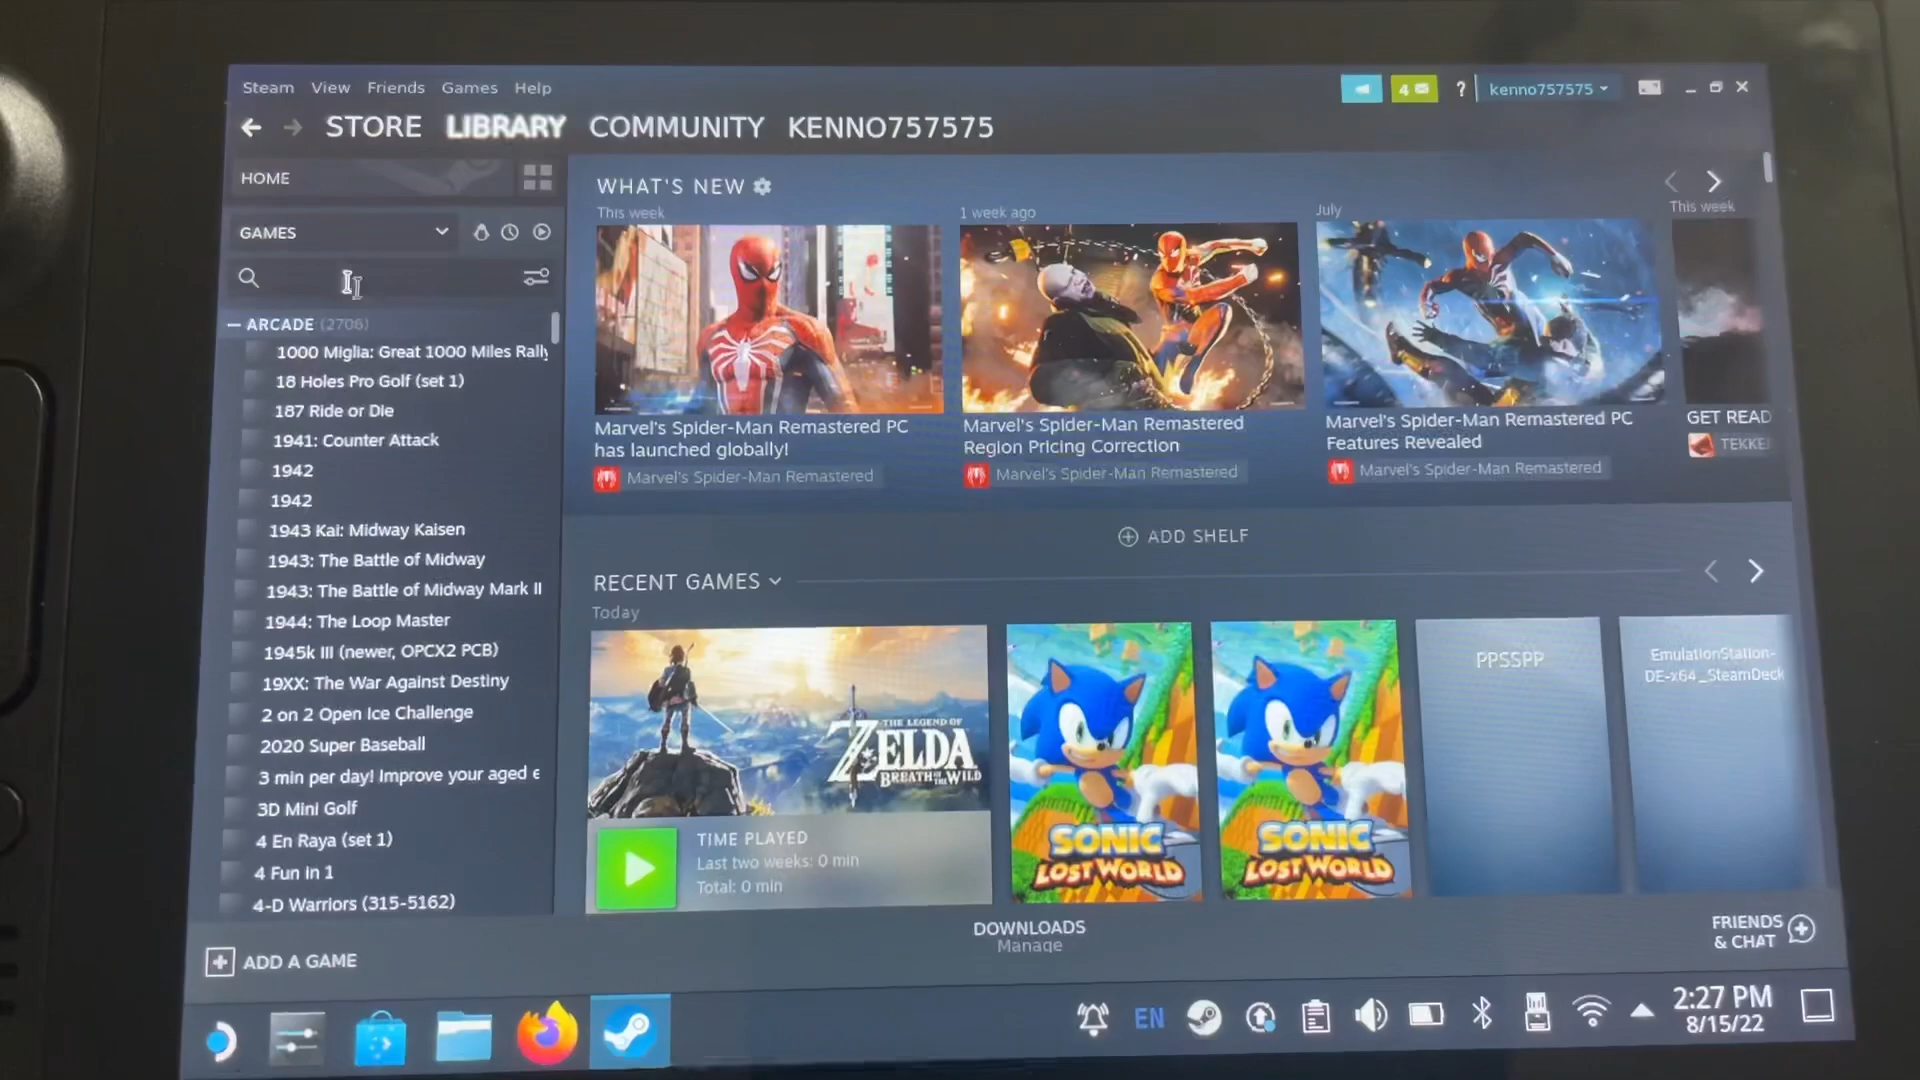 Steam View Friends Games Help
4
?
kenno757575
STORE LIBRARY COMMUNITY KENNO757575
HOME
GAMES
ARCADE (2706)
1000 Miglia: Great 1000 Miles Rally
18 Holes Pro Golf (set 1)
187 Ride or Die
1941: Counter Attack
1942
1942
1943 Kai: Midway Kaisen
1943: The Battle of Midway
1943: The Battle of Midway Mark II
1944: The Loop Master
1945k III (newer, OPCX2 PCB)
19XX: The War Against Destiny
2 on 2 Open Ice Challenge
2020 Super Baseball
3 min per day! Improve your aged e
3D Mini Golf
4 En Raya (set 1)
4 Fun in 1
4-D Warriors (315-5162)
ADD A GAME
WHAT'S NEW
This week
1 week ago
July
This week
Marvel's Spider-Man Remastered PC
has launched globally!
Marvel's Spider-Man Remastered
Marvel's Spider-Man Remastered
Region Pricing Correction
Marvel's Spider-Man Remastered
Marvel's Spider-Man Remastered PC
Features Revealed
Marvel's Spider-Man Remastered
GET READ
TEKKE
ADD SHELF
RECENT GAMES
Today
THE LEGEND OF
ZELDA
BREATH OF THE WILD
TIME PLAYED
Last two weeks: 0 min
Total: 0 min
SONIC
LOST WORLD
SONIC
LOST WORLD
PPSSPP
EmulationStation-
DE-x64_SteamDeck
DOWNLOADS
Manage
FRIENDS
& CHAT
EN
2:27 PM
8/15/22